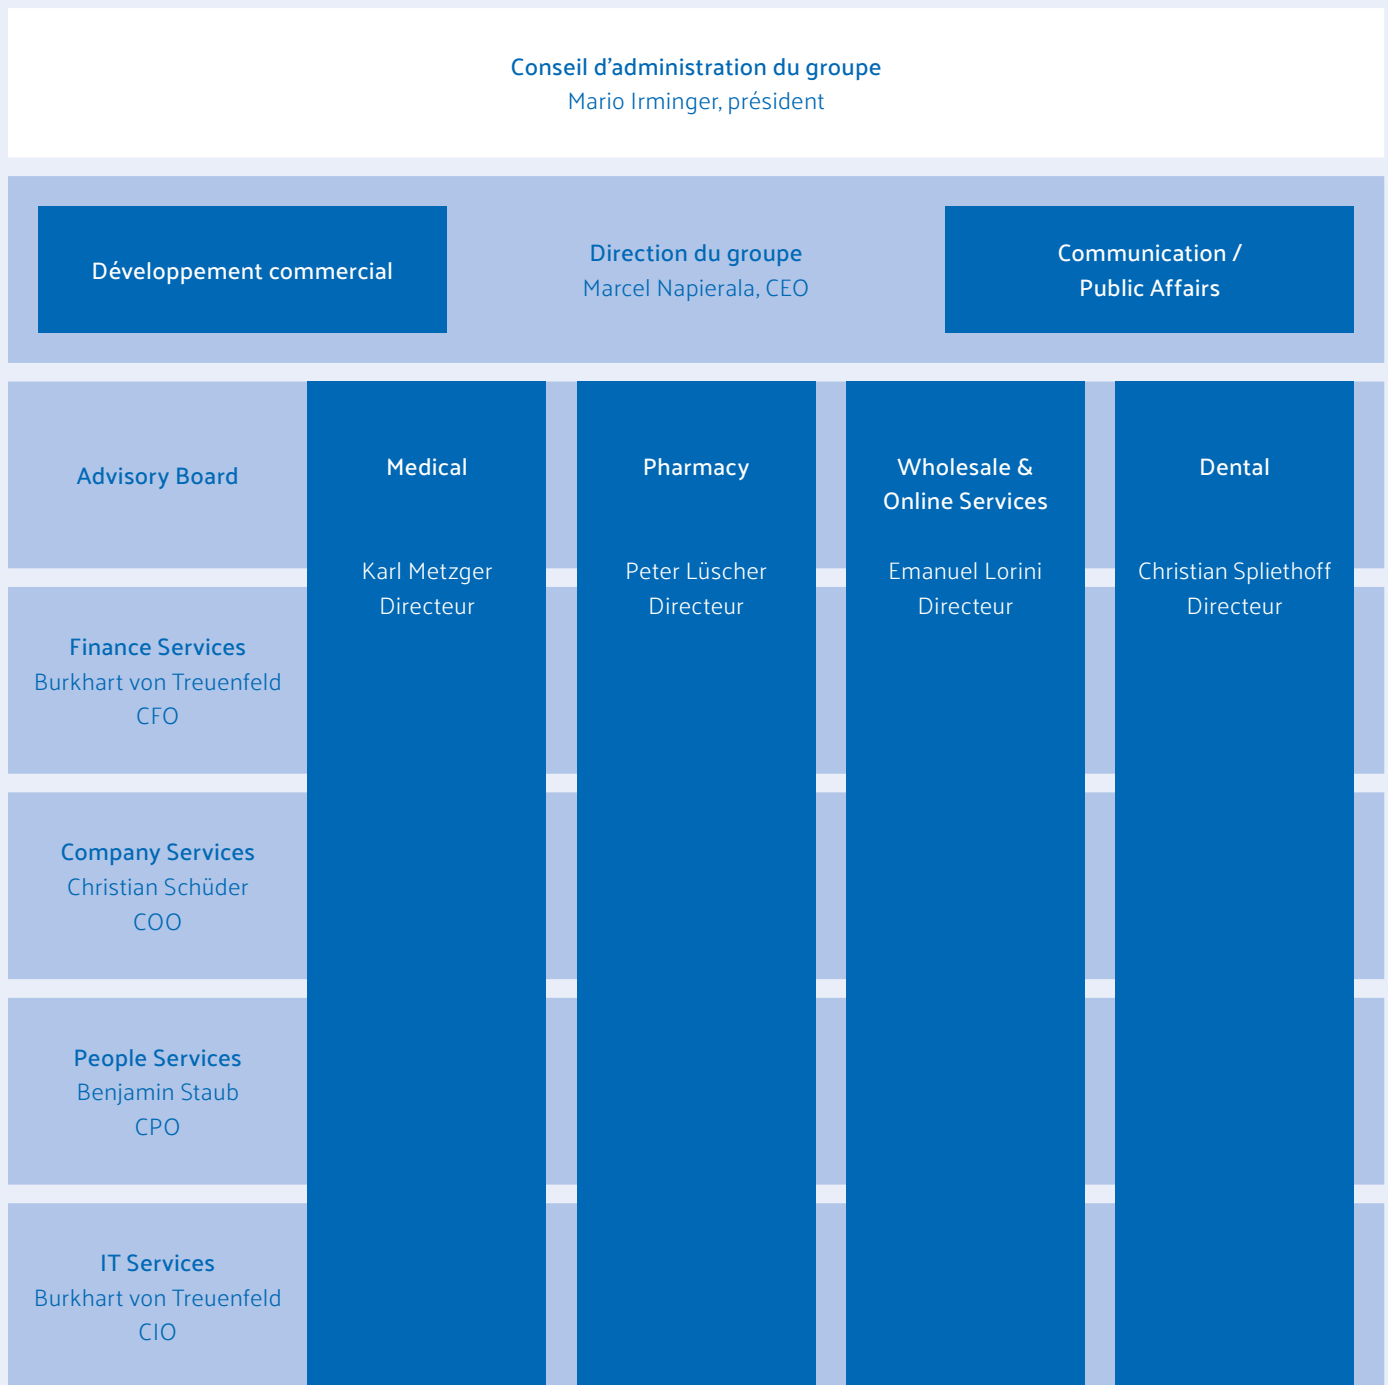 Conseil d’administration du groupe
Mario Irminger, président
Développement commercial
Direction du groupe
Marcel Napierala, CEO
Communication /
Public Affairs
Advisory Board
Medical
Karl Metzger
Directeur
Pharmacy
Peter Lüscher
Directeur
Wholesale &
Online Services
Emanuel Lorini
Directeur
Dental
Christian Spliethoff
Directeur
Finance Services
Burkhart von Treuenfeld
CFO
Company Services
Christian Schüder
COO
People Services
Benjamin Staub
CPO
IT Services
Burkhart von Treuenfeld
CIO